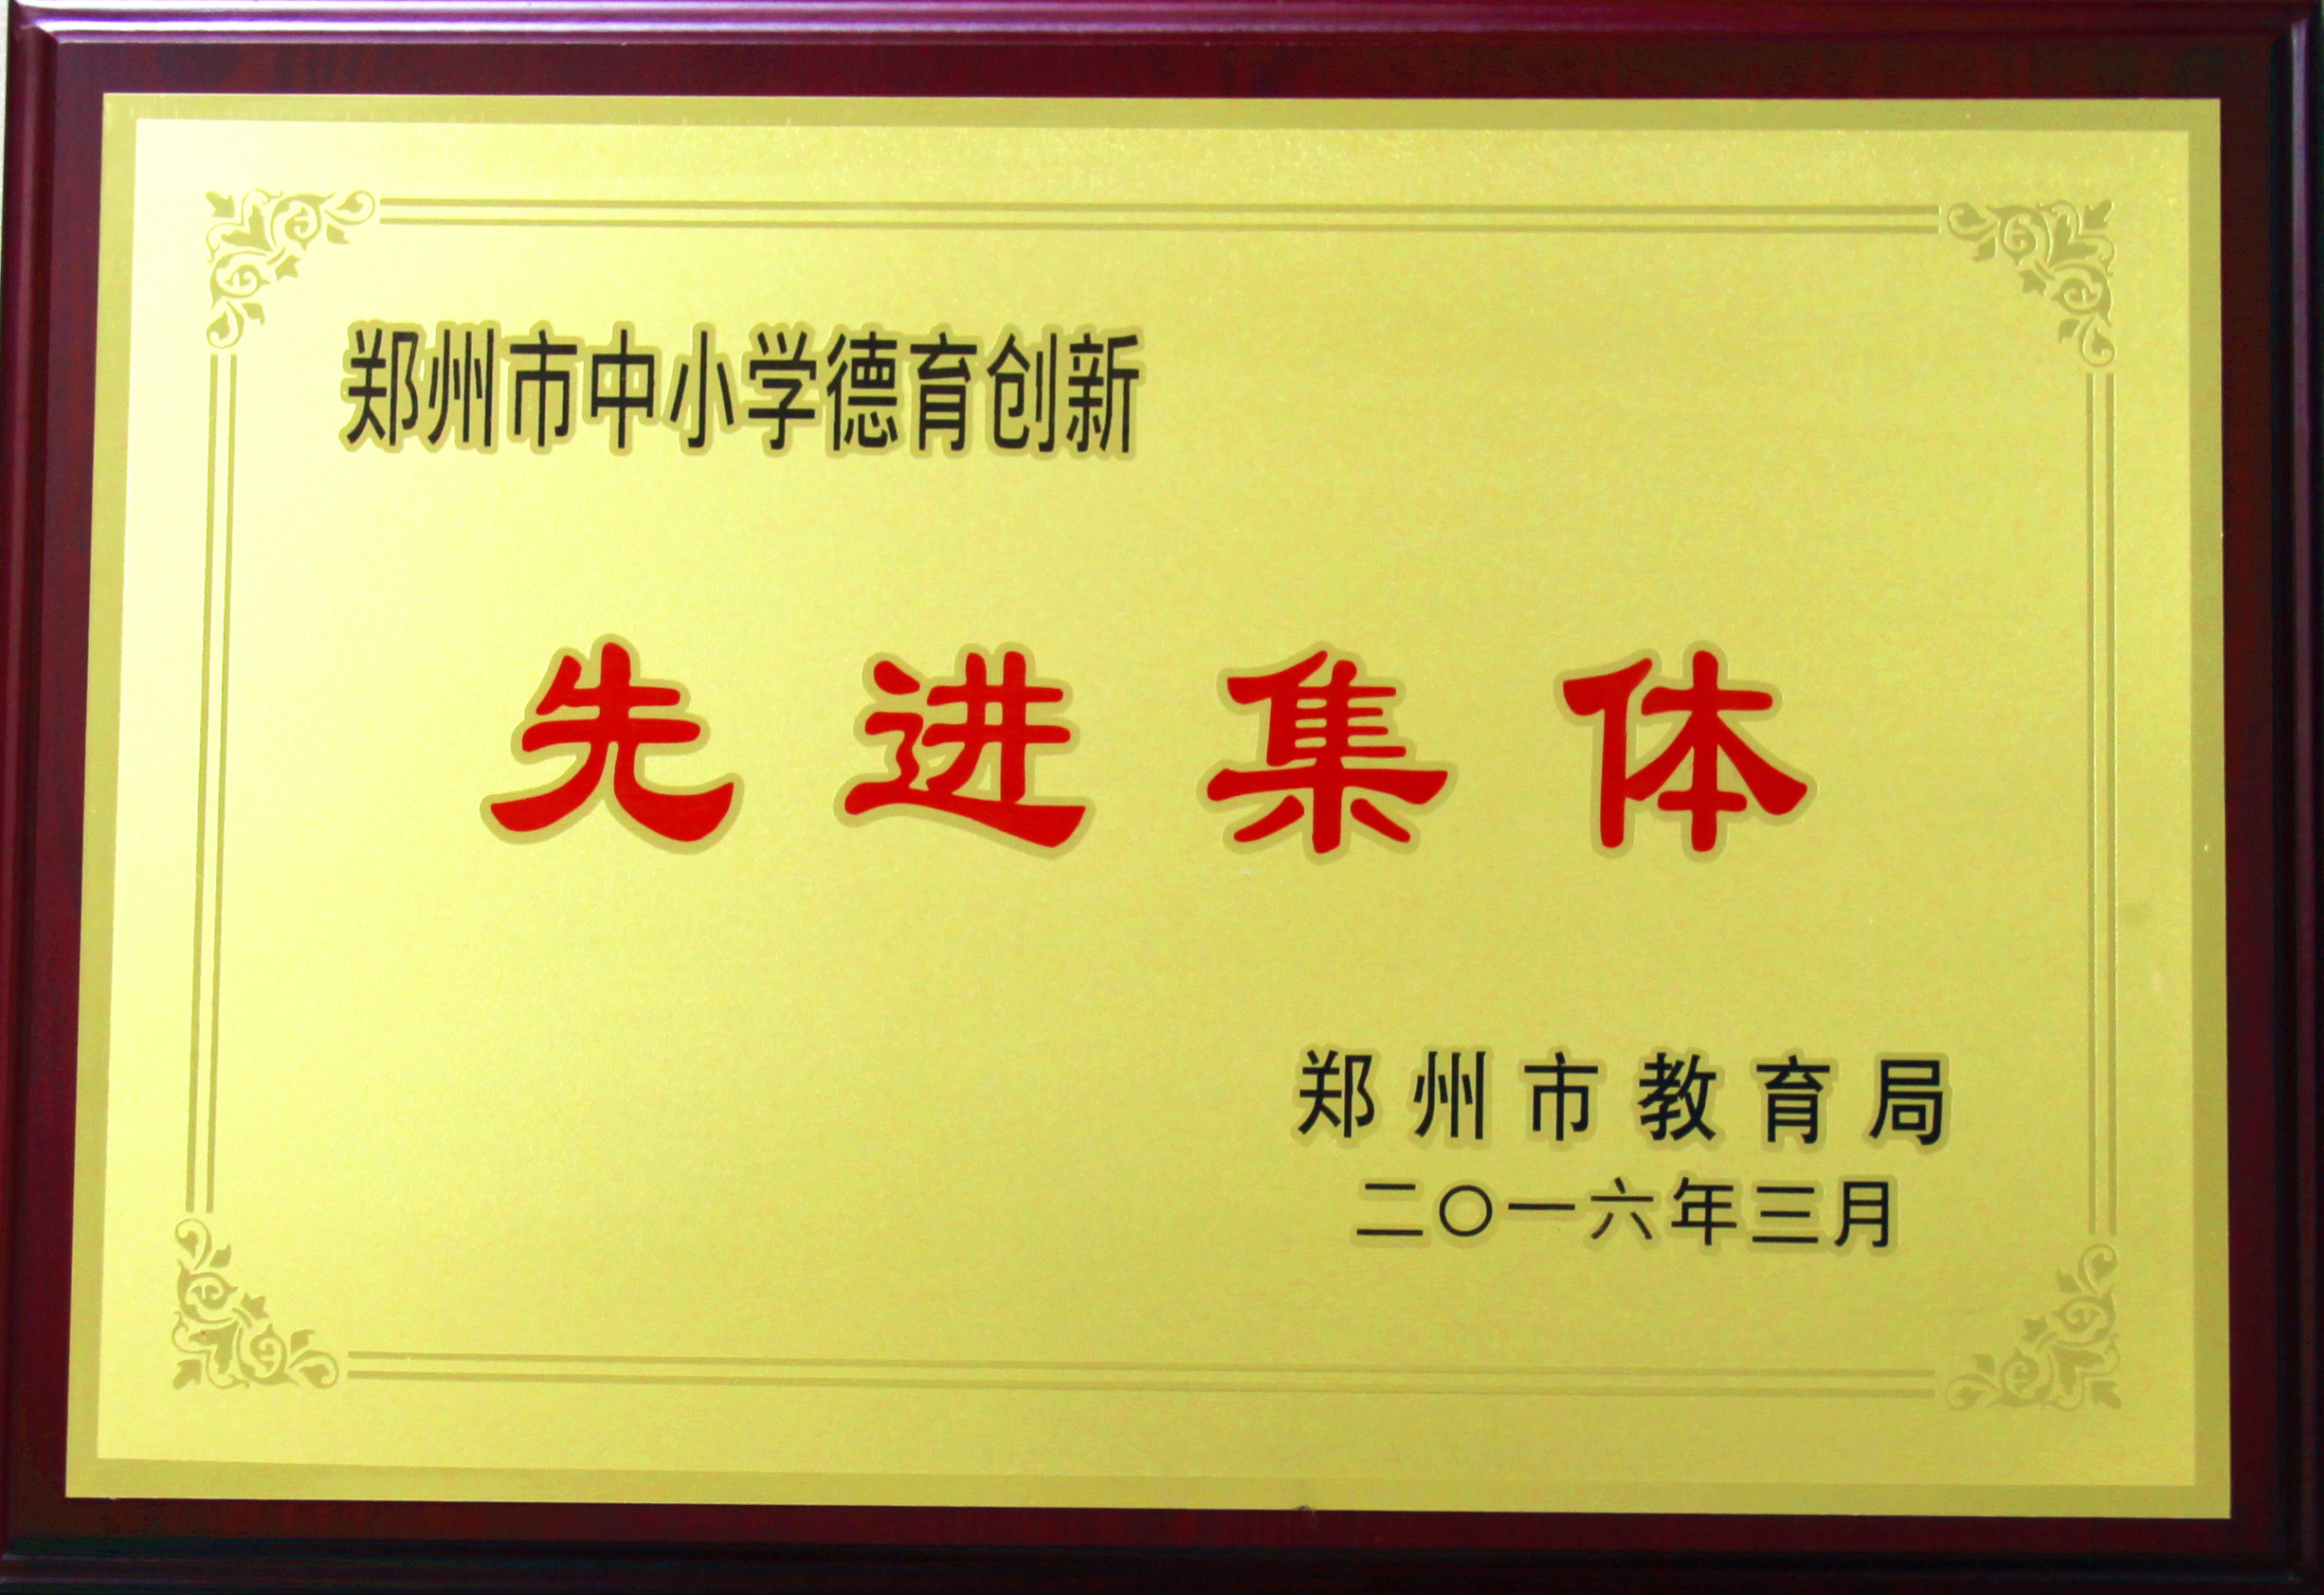 郑州市中小学德育创新
先进集体
郑州市教育局
二〇一六年三月